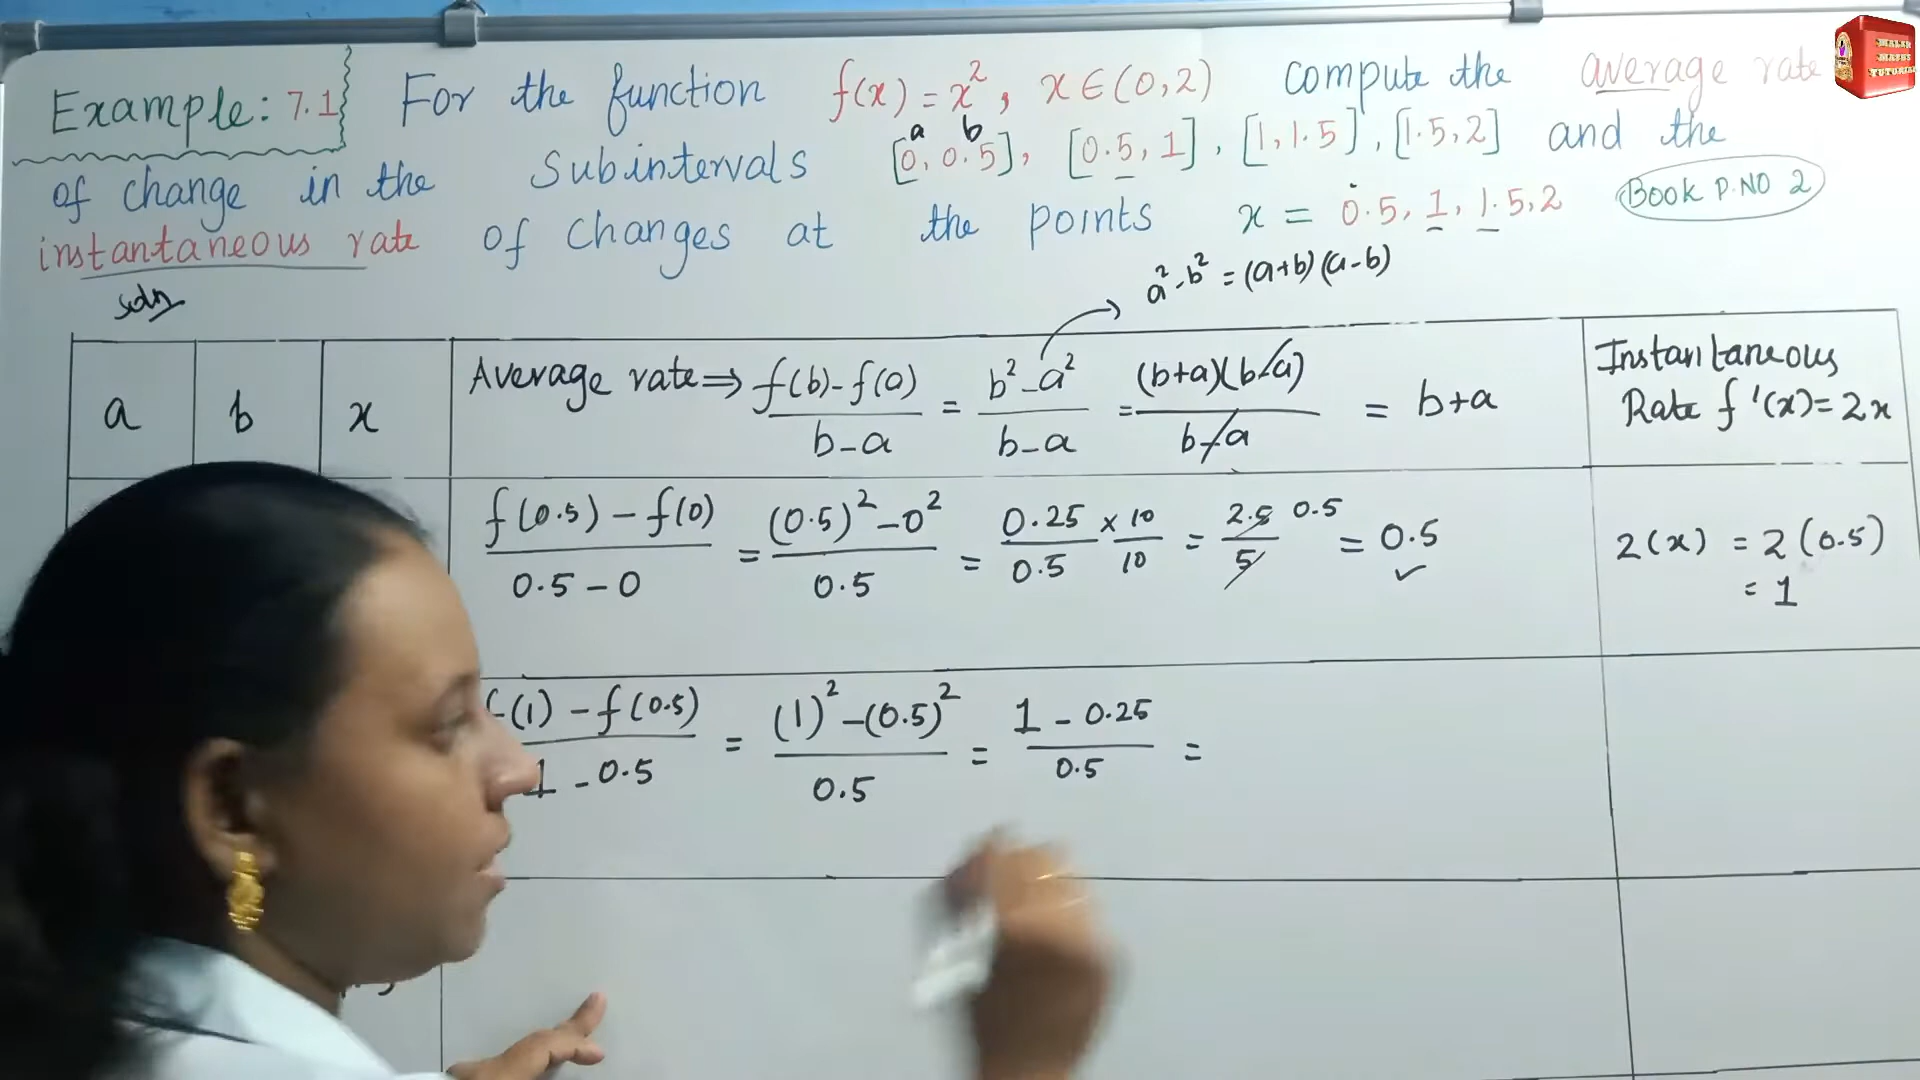 Example: 7.1 For the function f(x) = x², x∈(0,2) compute the average rate
of change in the Subintervals [0, 0.5], [0.5, 1], [1, 1.5], [1.5, 2] and the
a b
instantaneous rate of changes at the points x = 0.5, 1, 1.5, 2 Book P.NO 2
Soln
a² - b² = (a+b)(a-b)
a b x Average rate ⇒ f(b) - f(a) / b - a = b² - a² / b - a = (b+a)(b-a) / b-a = b+a Instantaneous Rate f'(x) = 2x
f(0.5) - f(0) / 0.5 - 0 = (0.5)² - 0² / 0.5 = 0.25 / 0.5 × 10 / 10 = 2.5 / 5 0.5 = 0.5 ✓ 2(x) = 2(0.5) = 1
f(1) - f(0.5) / 1 - 0.5 = (1)² - (0.5)² / 0.5 = 1 - 0.25 / 0.5 =
MALAR
MATHS
TUTORIAL